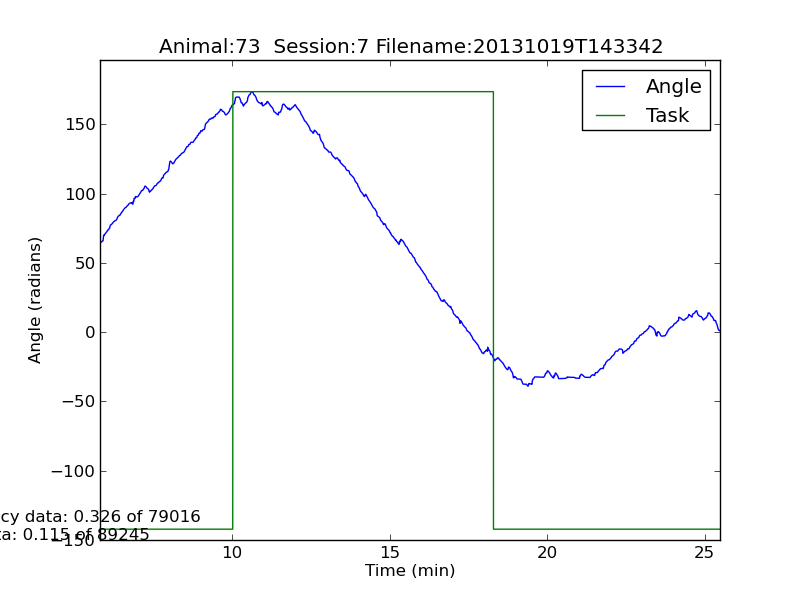 Animal:73  Session:7 Filename:20131019T143342
Angle
Task
Angle (radians)
150
100
50
0
−50
−100
−150
cy data: 0.326 of 79016
ta: 0.115 of 89245
10
15
20
25
Time (min)